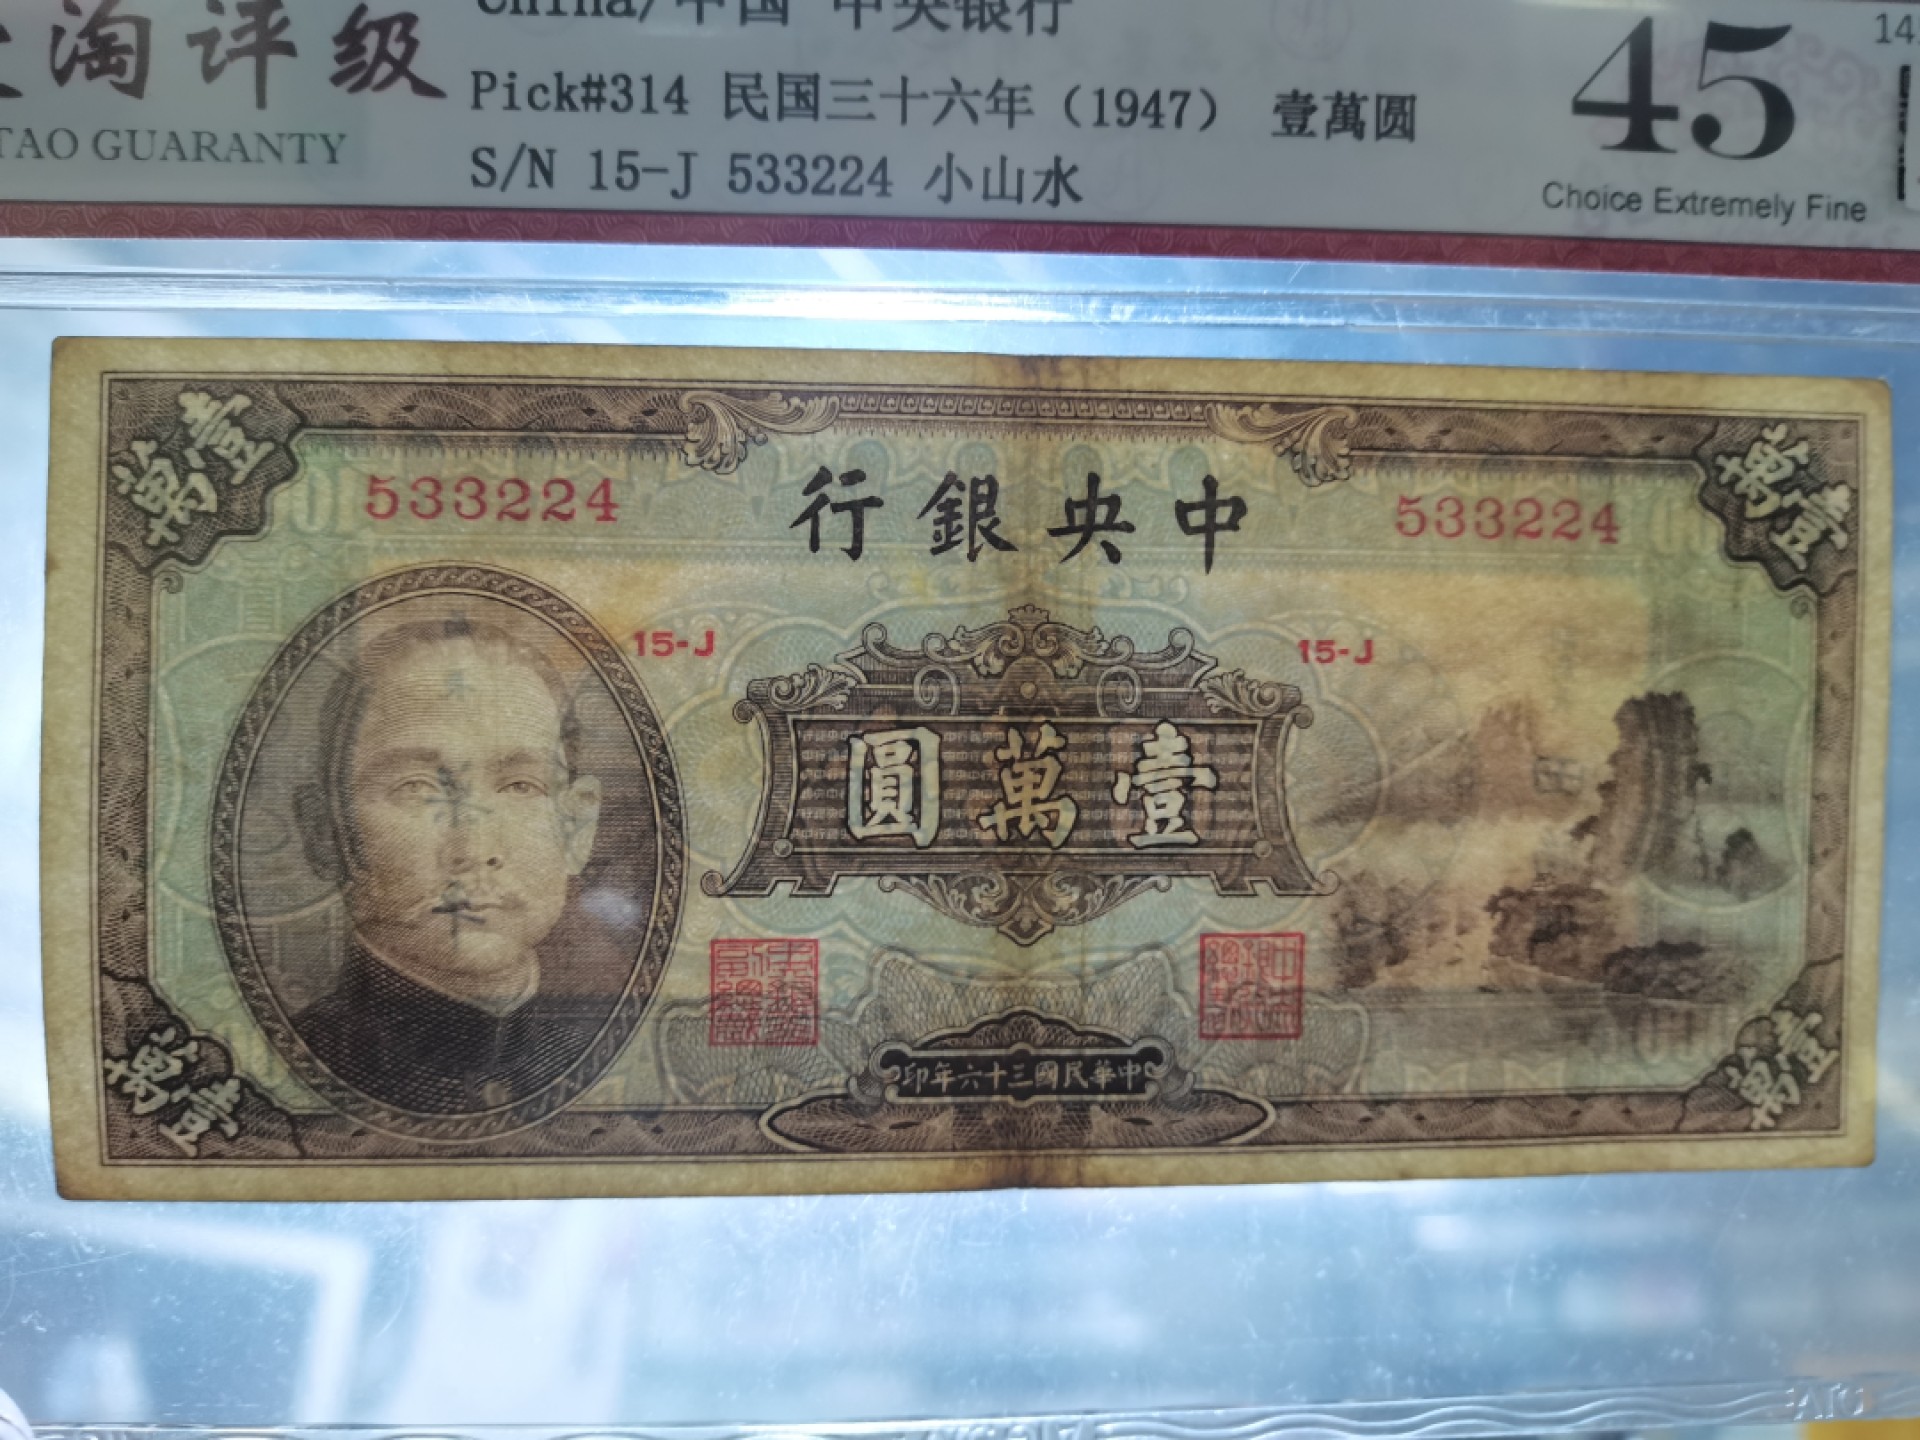 China/中国 中央银行
淘评级
TAO GUARANTY
Pick#314 民国三十六年（1947） 壹萬圆
S/N 15-J 533224 小山水
45
Choice Extremely Fine
14
壹萬
壹萬
533224
行銀央中
533224
15-J
15-J
圓萬壹
印年六十三國民華中
壹萬
壹萬